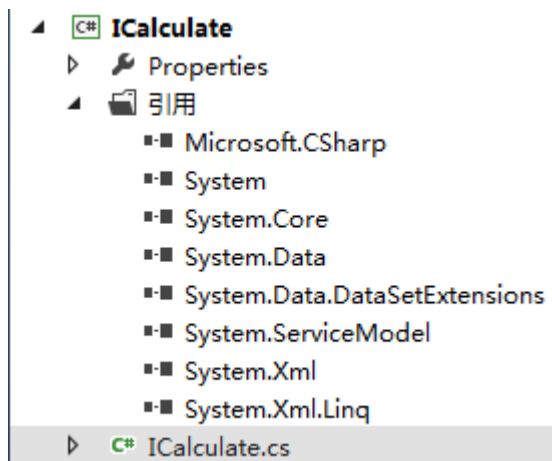 C# ICalculate
Properties
引用
Microsoft.CSharp
System
System.Core
System.Data
System.Data.DataSetExtensions
System.ServiceModel
System.Xml
System.Xml.Linq
C# ICalculate.cs